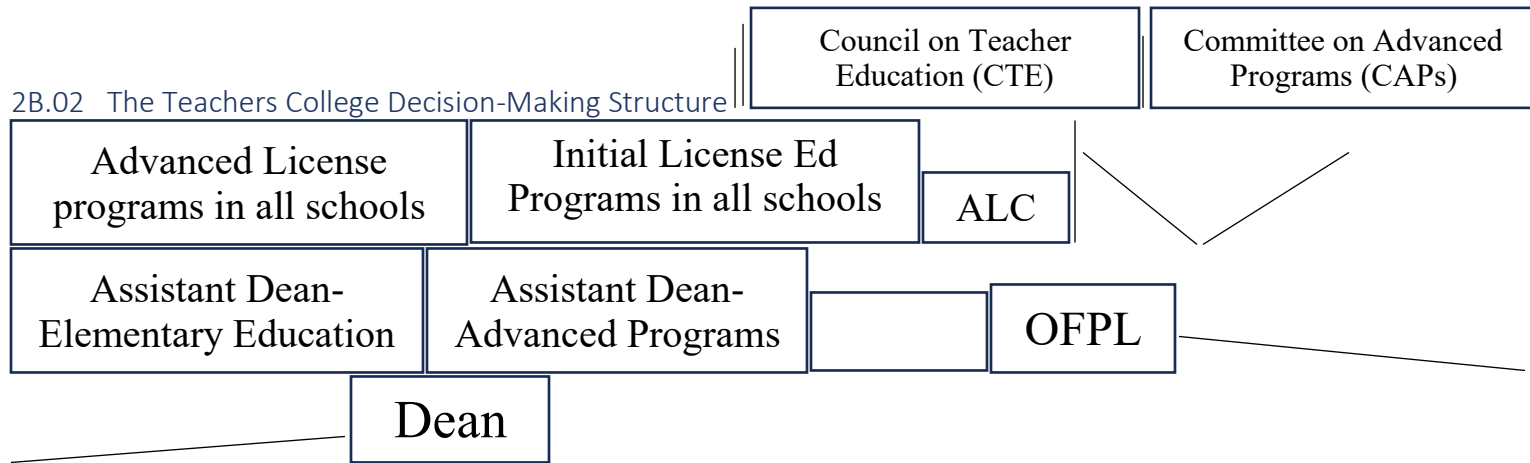 Council on Teacher
Education (CTE)
Committee on Advanced
Programs (CAPs)
2B.02 The Teachers College Decision-Making Structure
Advanced License
programs in all schools
Initial License Ed
Programs in all schools
ALC
Assistant Dean-
Elementary Education
Assistant Dean-
Advanced Programs
OFPL
Dean